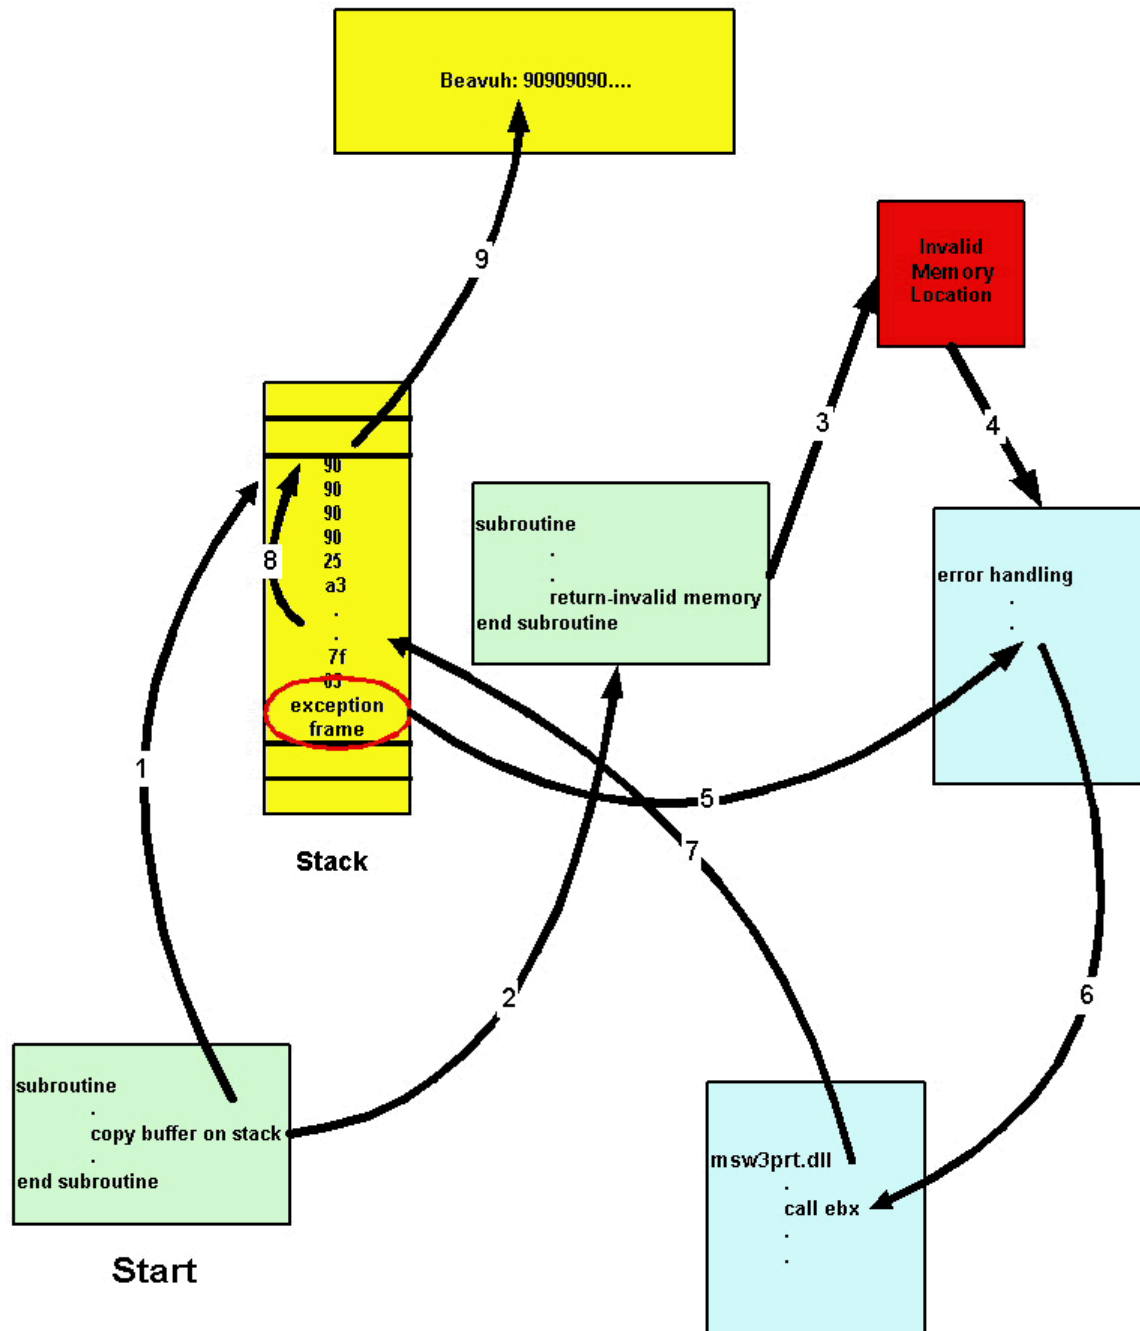 Beavuh: 90909090....
9
Invalid
Memory
Location
3
4
90
90
90
90
25
a3
.
.
7f
03
exception
frame
8
Stack
subroutine
.
.
return-invalid memory
end subroutine
error handling
.
.
1
5
7
2
6
subroutine
.
copy buffer on stack
.
end subroutine
Start
msw3prt.dll
.
call ebx
.
.